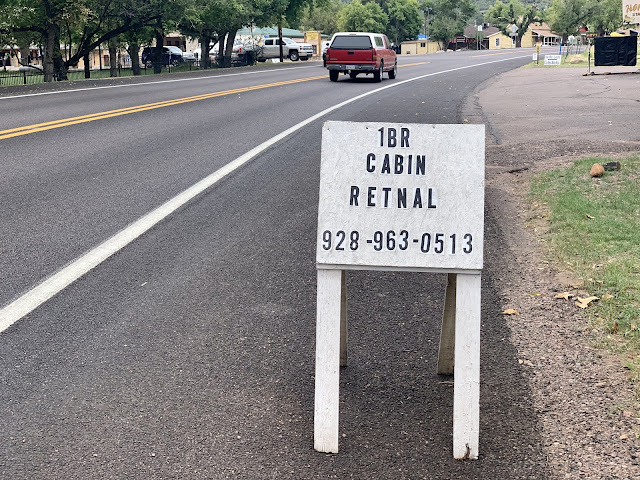 1BR
CABIN
RETNAL
928-963-0513